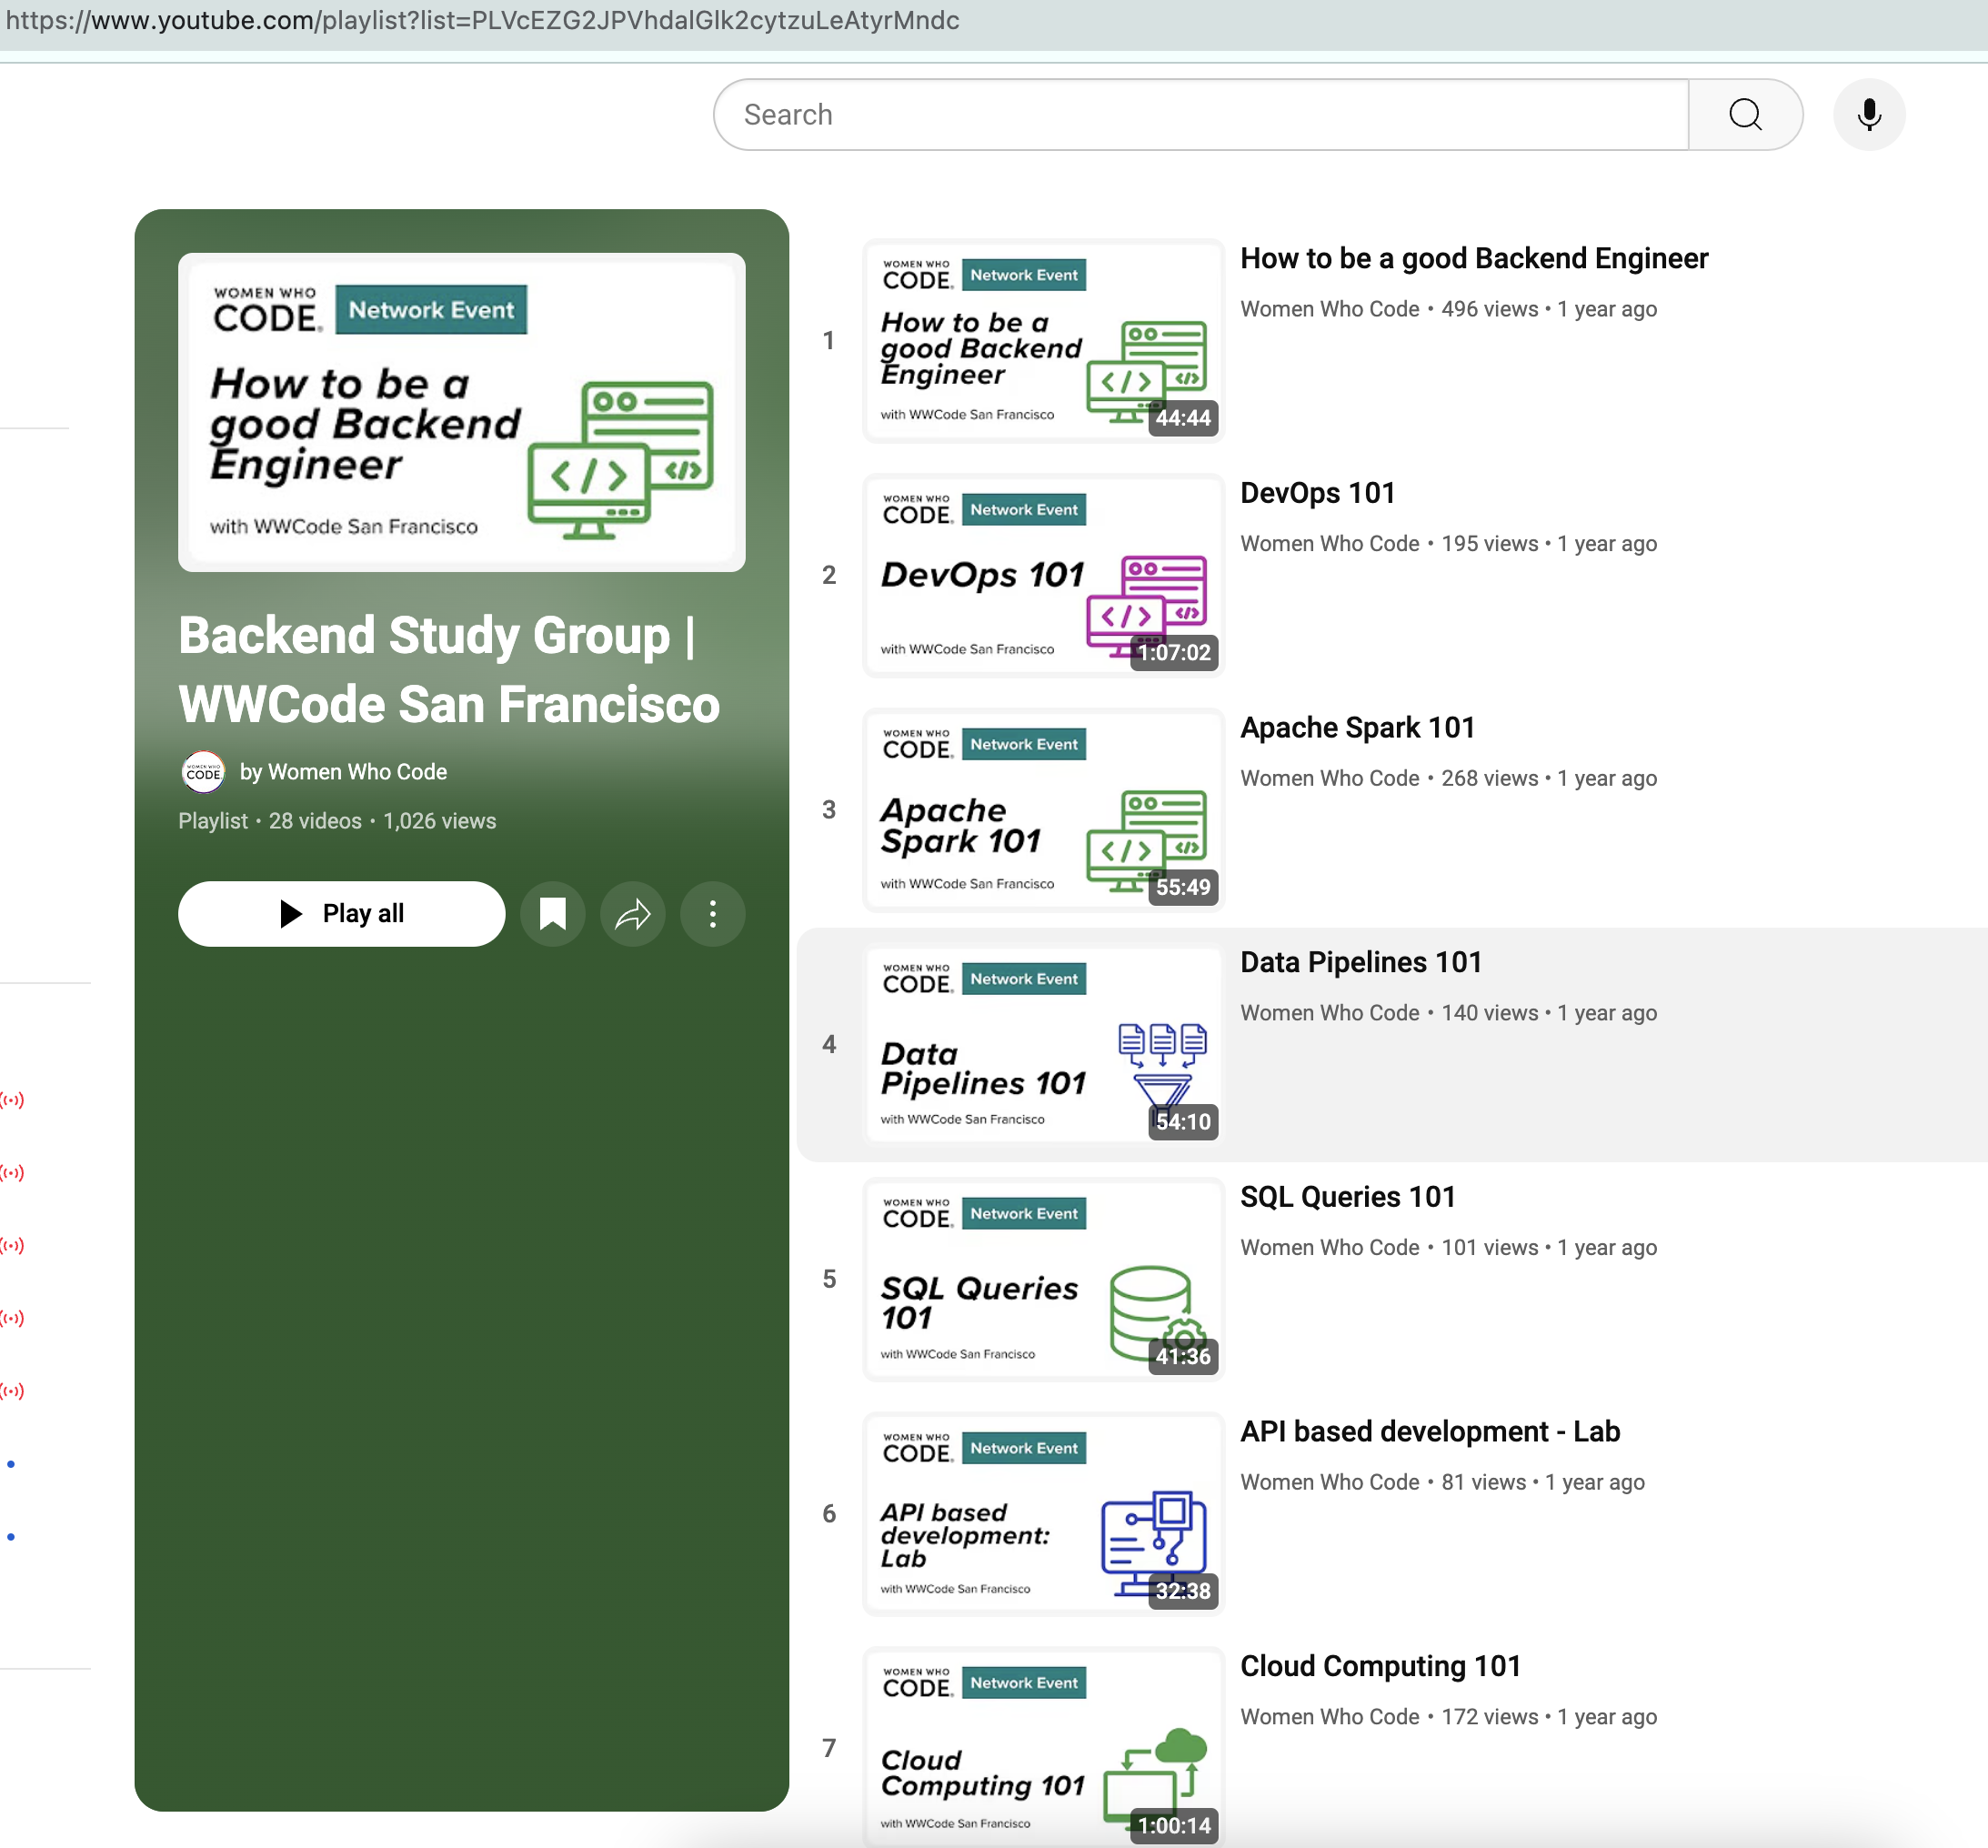 https://www.youtube.com/playlist?list=PLVcEZG2JPVhdalGlk2cytzuLeAtyrMndc
Search
WOMEN WHO
CODE.
Network Event
How to be a
good Backend
Engineer
with WWCode San Francisco
Backend Study Group |
WWCode San Francisco
WOMEN WHO
CODE.
by Women Who Code
Playlist • 28 videos • 1,026 views
Play all
1
WOMEN WHO
CODE.
Network Event
How to be a
good Backend
Engineer
with WWCode San Francisco
44:44
How to be a good Backend Engineer
Women Who Code • 496 views • 1 year ago
2
WOMEN WHO
CODE.
Network Event
DevOps 101
with WWCode San Francisco
1:07:02
DevOps 101
Women Who Code • 195 views • 1 year ago
3
WOMEN WHO
CODE.
Network Event
Apache
Spark 101
with WWCode San Francisco
55:49
Apache Spark 101
Women Who Code • 268 views • 1 year ago
4
WOMEN WHO
CODE.
Network Event
Data
Pipelines 101
with WWCode San Francisco
54:10
Data Pipelines 101
Women Who Code • 140 views • 1 year ago
5
WOMEN WHO
CODE.
Network Event
SQL Queries
101
with WWCode San Francisco
41:36
SQL Queries 101
Women Who Code • 101 views • 1 year ago
6
WOMEN WHO
CODE.
Network Event
API based
development:
Lab
with WWCode San Francisco
32:38
API based development - Lab
Women Who Code • 81 views • 1 year ago
7
WOMEN WHO
CODE.
Network Event
Cloud
Computing 101
with WWCode San Francisco
1:00:14
Cloud Computing 101
Women Who Code • 172 views • 1 year ago